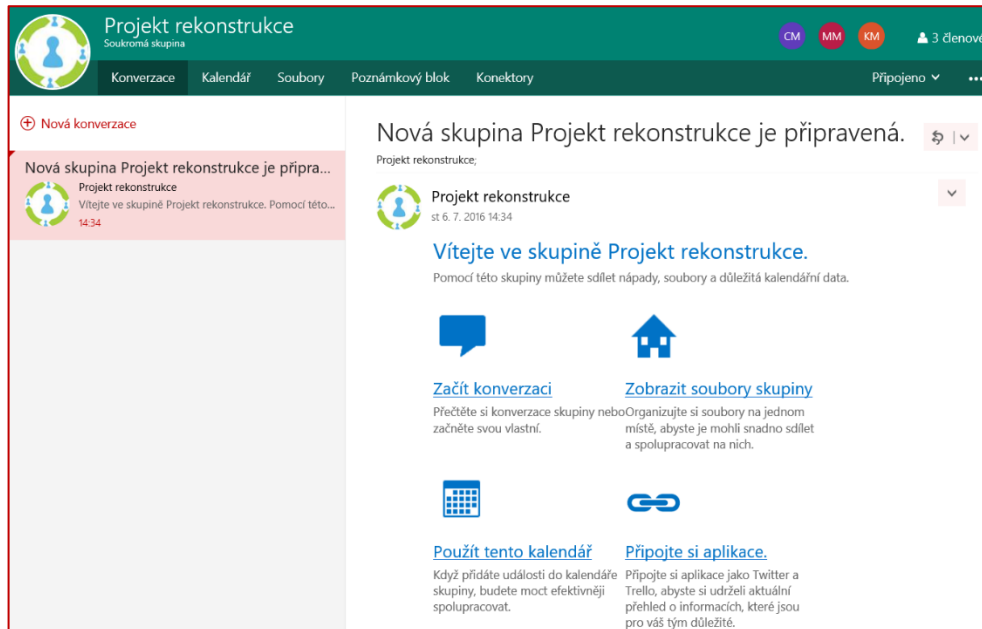 Projekt rekonstrukce
Soukromá skupina
CM MM KM 3 členové
Konverzace Kalendář Soubory Poznámkový blok Konektory Připojeno
Nová konverzace
Nová skupina Projekt rekonstrukce je připra...
Projekt rekonstrukce
Vítejte ve skupině Projekt rekonstrukce. Pomocí této...
14:34
Nová skupina Projekt rekonstrukce je připravená.
Projekt rekonstrukce;
Projekt rekonstrukce
st 6. 7. 2016 14:34
Vítejte ve skupině Projekt rekonstrukce.
Pomocí této skupiny můžete sdílet nápady, soubory a důležitá kalendářní data.
Začít konverzaci
Přečtěte si konverzace skupiny nebo
začněte svou vlastní.
Zobrazit soubory skupiny
Organizujte si soubory na jednom
místě, abyste je mohli snadno sdílet
a spolupracovat na nich.
Použít tento kalendář
Když přidáte události do kalendáře
skupiny, budete moct efektivněji
spolupracovat.
Připojte si aplikace.
Připojte si aplikace jako Twitter a
Trello, abyste si udrželi aktuální
přehled o informacích, které jsou
pro váš tým důležité.